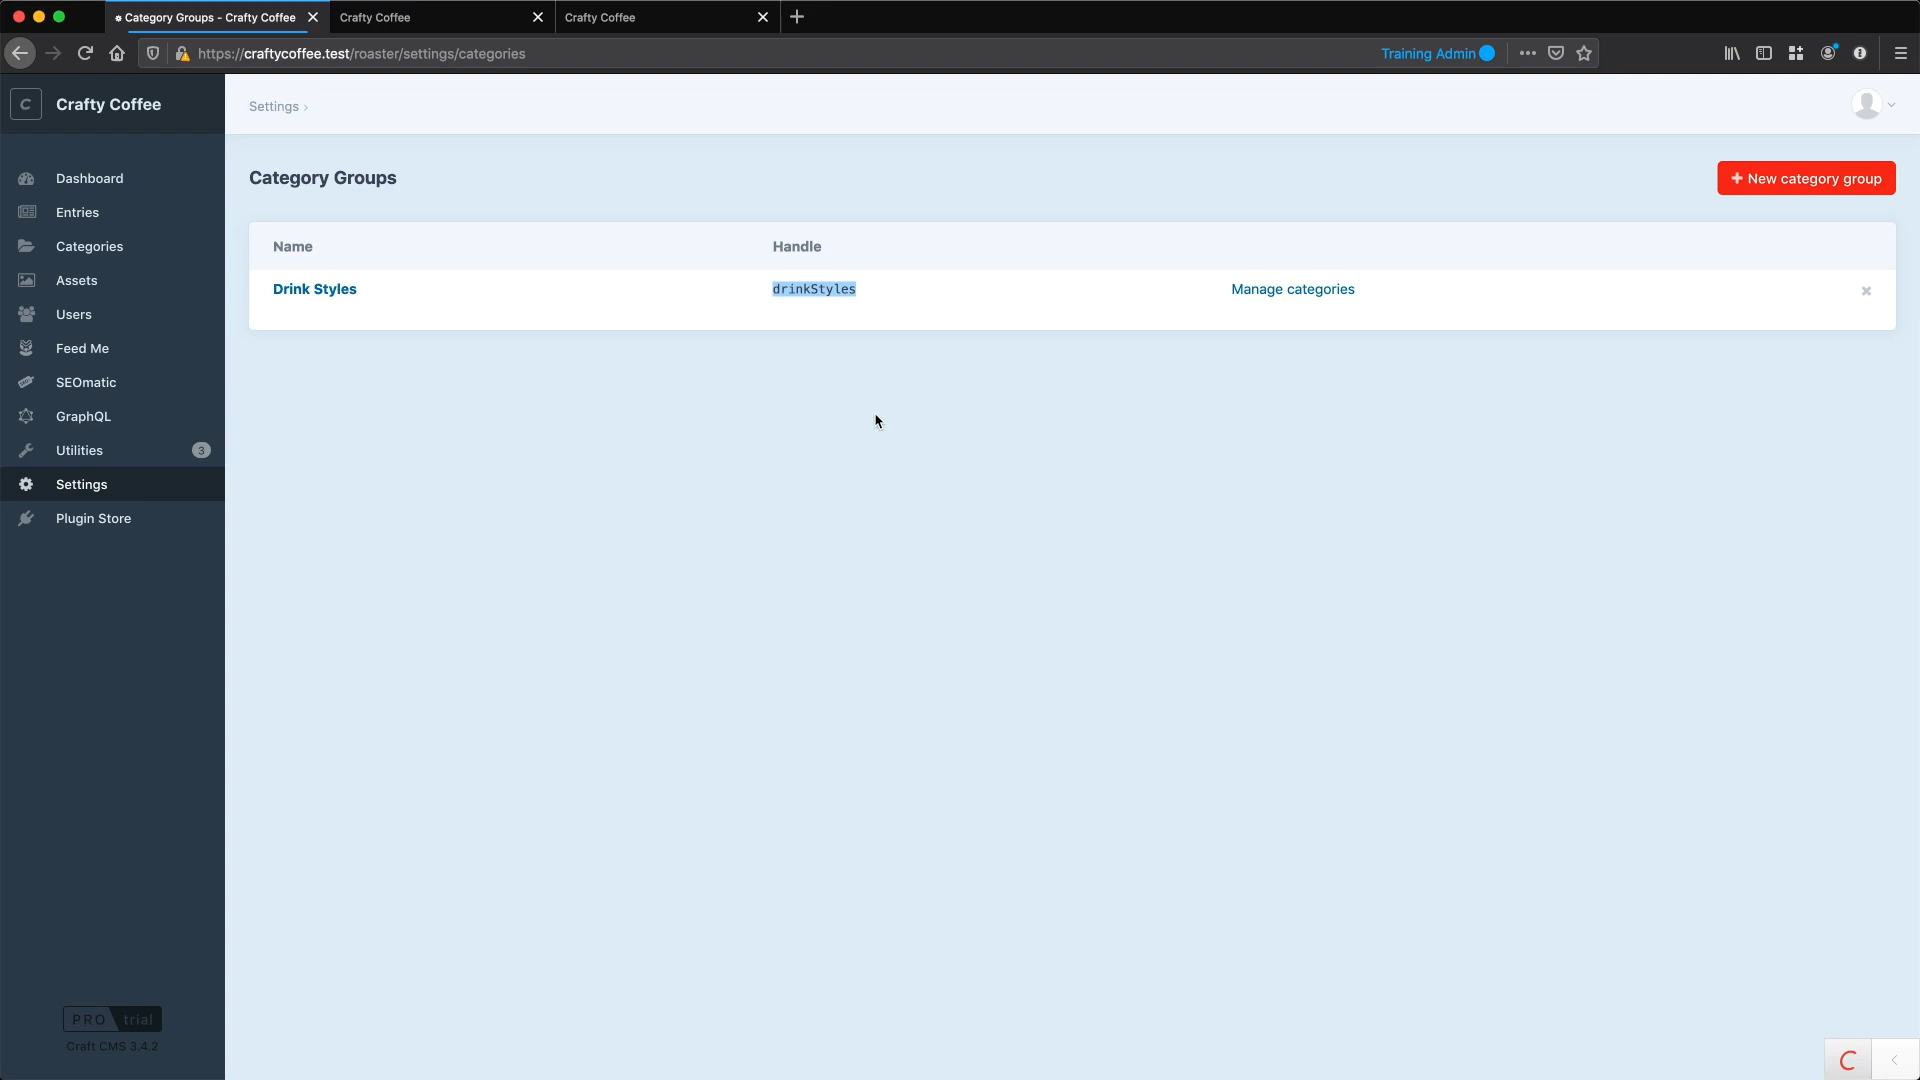 Category Groups - Crafty Coffee
Crafty Coffee
Crafty Coffee
https://craftycoffee.test/roaster/settings/categories
Training Admin
C
Crafty Coffee
Settings
Dashboard
Entries
Categories
Assets
Users
Feed Me
SEOmatic
GraphQL
Utilities
3
Settings
Plugin Store
PRO trial
Craft CMS 3.4.2
Category Groups
+ New category group
Name
Handle
Drink Styles
drinkStyles
Manage categories